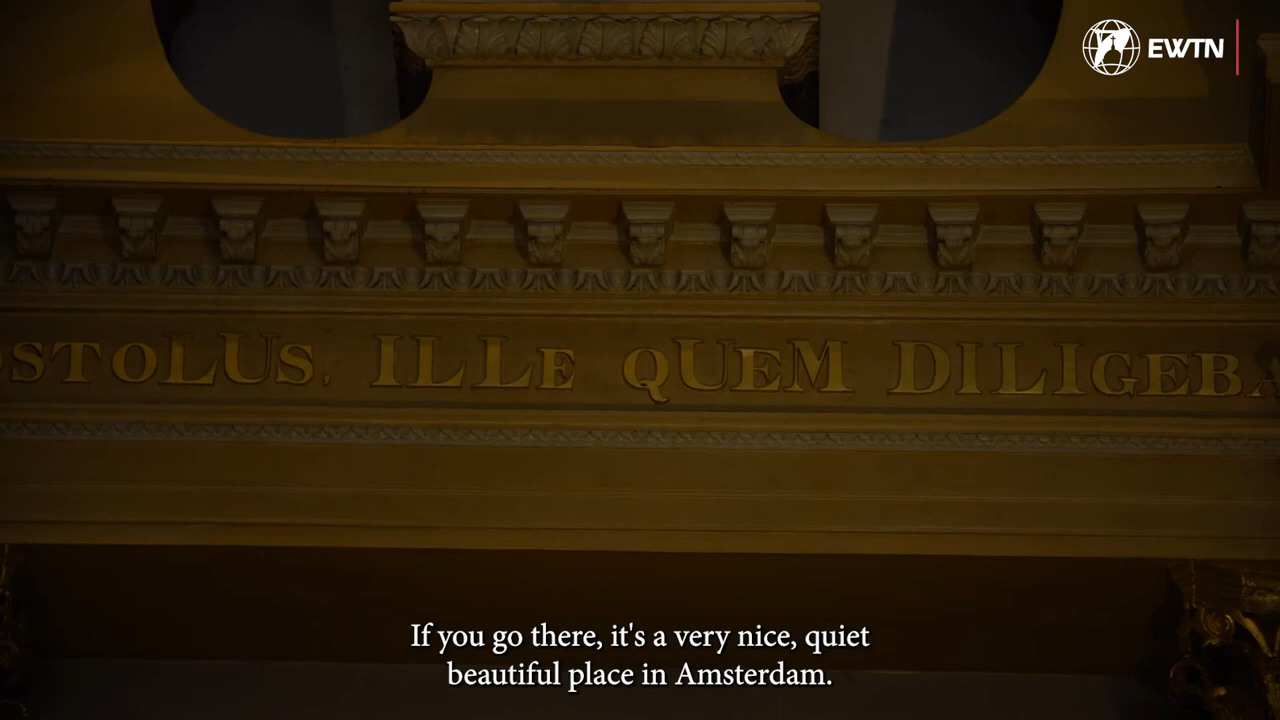 EWTN
OSTOLUS. ILLE QUEM DILIGEBA
If you go there, it's a very nice, quiet
beautiful place in Amsterdam.